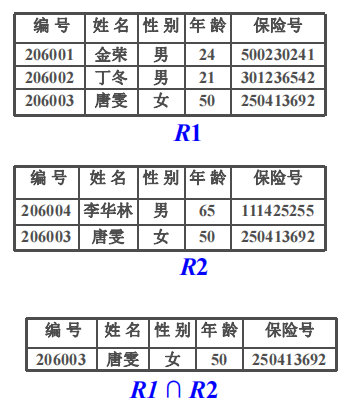 编 号 姓 名 性 别 年 龄 保险号
206001 金荣 男 24 500230241
206002 丁冬 男 21 301236542
206003 唐雯 女 50 250413692
R1
编 号 姓 名 性 别 年 龄 保险号
206004 李华林 男 65 111425255
206003 唐雯 女 50 250413692
R2
编 号 姓 名 性 别 年 龄 保险号
206003 唐雯 女 50 250413692
R1 ∩ R2